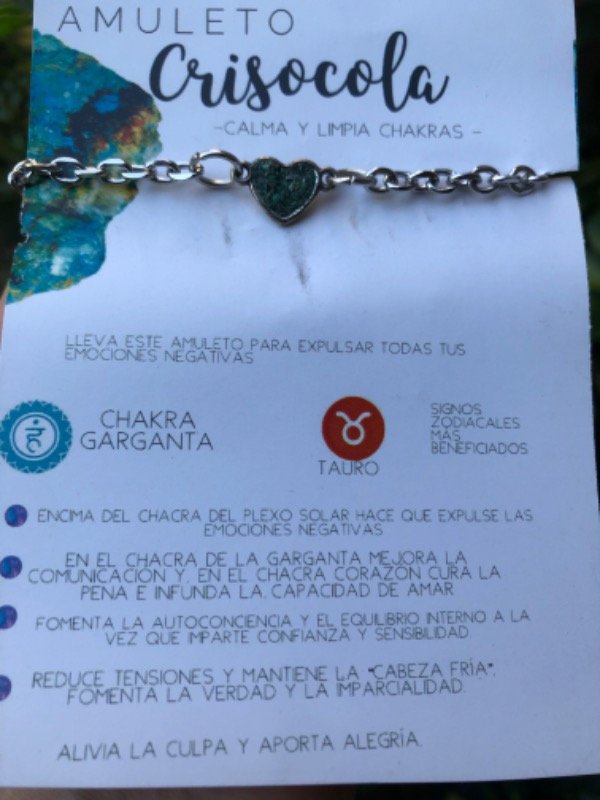 AMULETO
Crisocola
-CALMA Y LIMPIA CHAKRAS -
LLEVA ESTE AMULETO PARA EXPULSAR TODAS TUS
EMOCIONES NEGATIVAS
CHAKRA
GARGANTA
TAURO
SIGNOS
ZODIACALES
MAS
BENEFICIADOS
ENCIMA DEL CHACRA DEL PLEXO SOLAR HACE QUE EXPULSE LAS
EMOCIONES NEGATIVAS
EN EL CHACRA DE LA GARGANTA MEJORA LA
COMUNICACIÓN Y, EN EL CHACRA CORAZÓN CURA LA
PENA E INFUNDA LA CAPACIDAD DE AMAR
FOMENTA LA AUTOCONCIENCIA Y EL EQUILIBRIO INTERNO A LA
VEZ QUE IMPARTE CONFIANZA Y SENSIBILIDAD
REDUCE TENSIONES Y MANTIENE LA "CABEZA FRÍA".
FOMENTA LA VERDAD Y LA IMPARCIALIDAD.
ALIVIA LA CULPA Y APORTA ALEGRÍA.